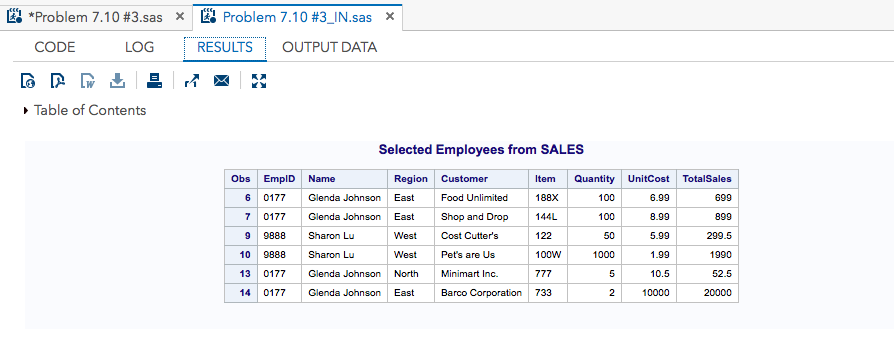 *Problem 7.10 #3.sas × Problem 7.10 #3_IN.sas ×
CODE LOG RESULTS OUTPUT DATA
Table of Contents
Selected Employees from SALES
Obs EmpID Name Region Customer Item Quantity UnitCost TotalSales
6 0177 Glenda Johnson East Food Unlimited 188X 100 6.99 699
7 0177 Glenda Johnson East Shop and Drop 144L 100 8.99 899
9 9888 Sharon Lu West Cost Cutter's 122 50 5.99 299.5
10 9888 Sharon Lu West Pet's are Us 100W 1000 1.99 1990
13 0177 Glenda Johnson North Minimart Inc. 777 5 10.5 52.5
14 0177 Glenda Johnson East Barco Corporation 733 2 10000 20000